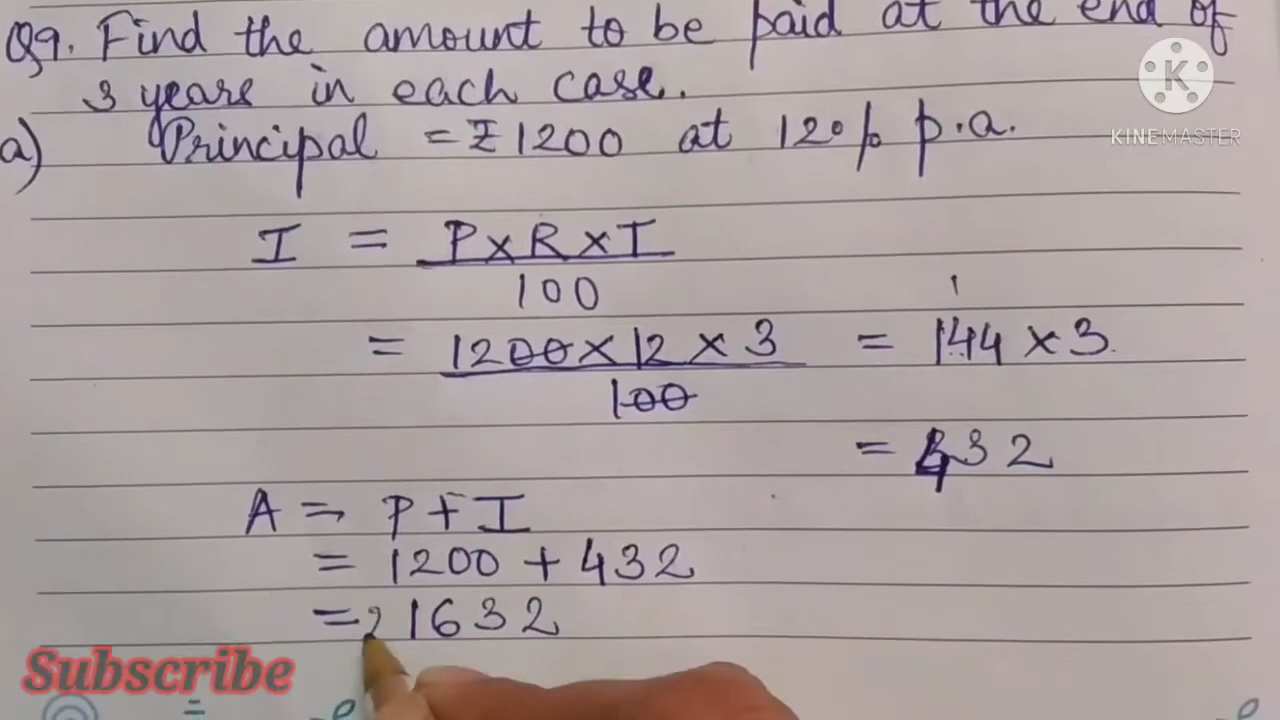 Q9. Find the amount to be paid at the end of
3 years in each case.
a) Principal = ₹1200 at 12% p.a.
K
KINEMASTER
I = P×R×T
100
1
= 1200×12×3 = 144×3
100
= 432
A = P+I
= 1200 + 432
= 1632
Subscribe